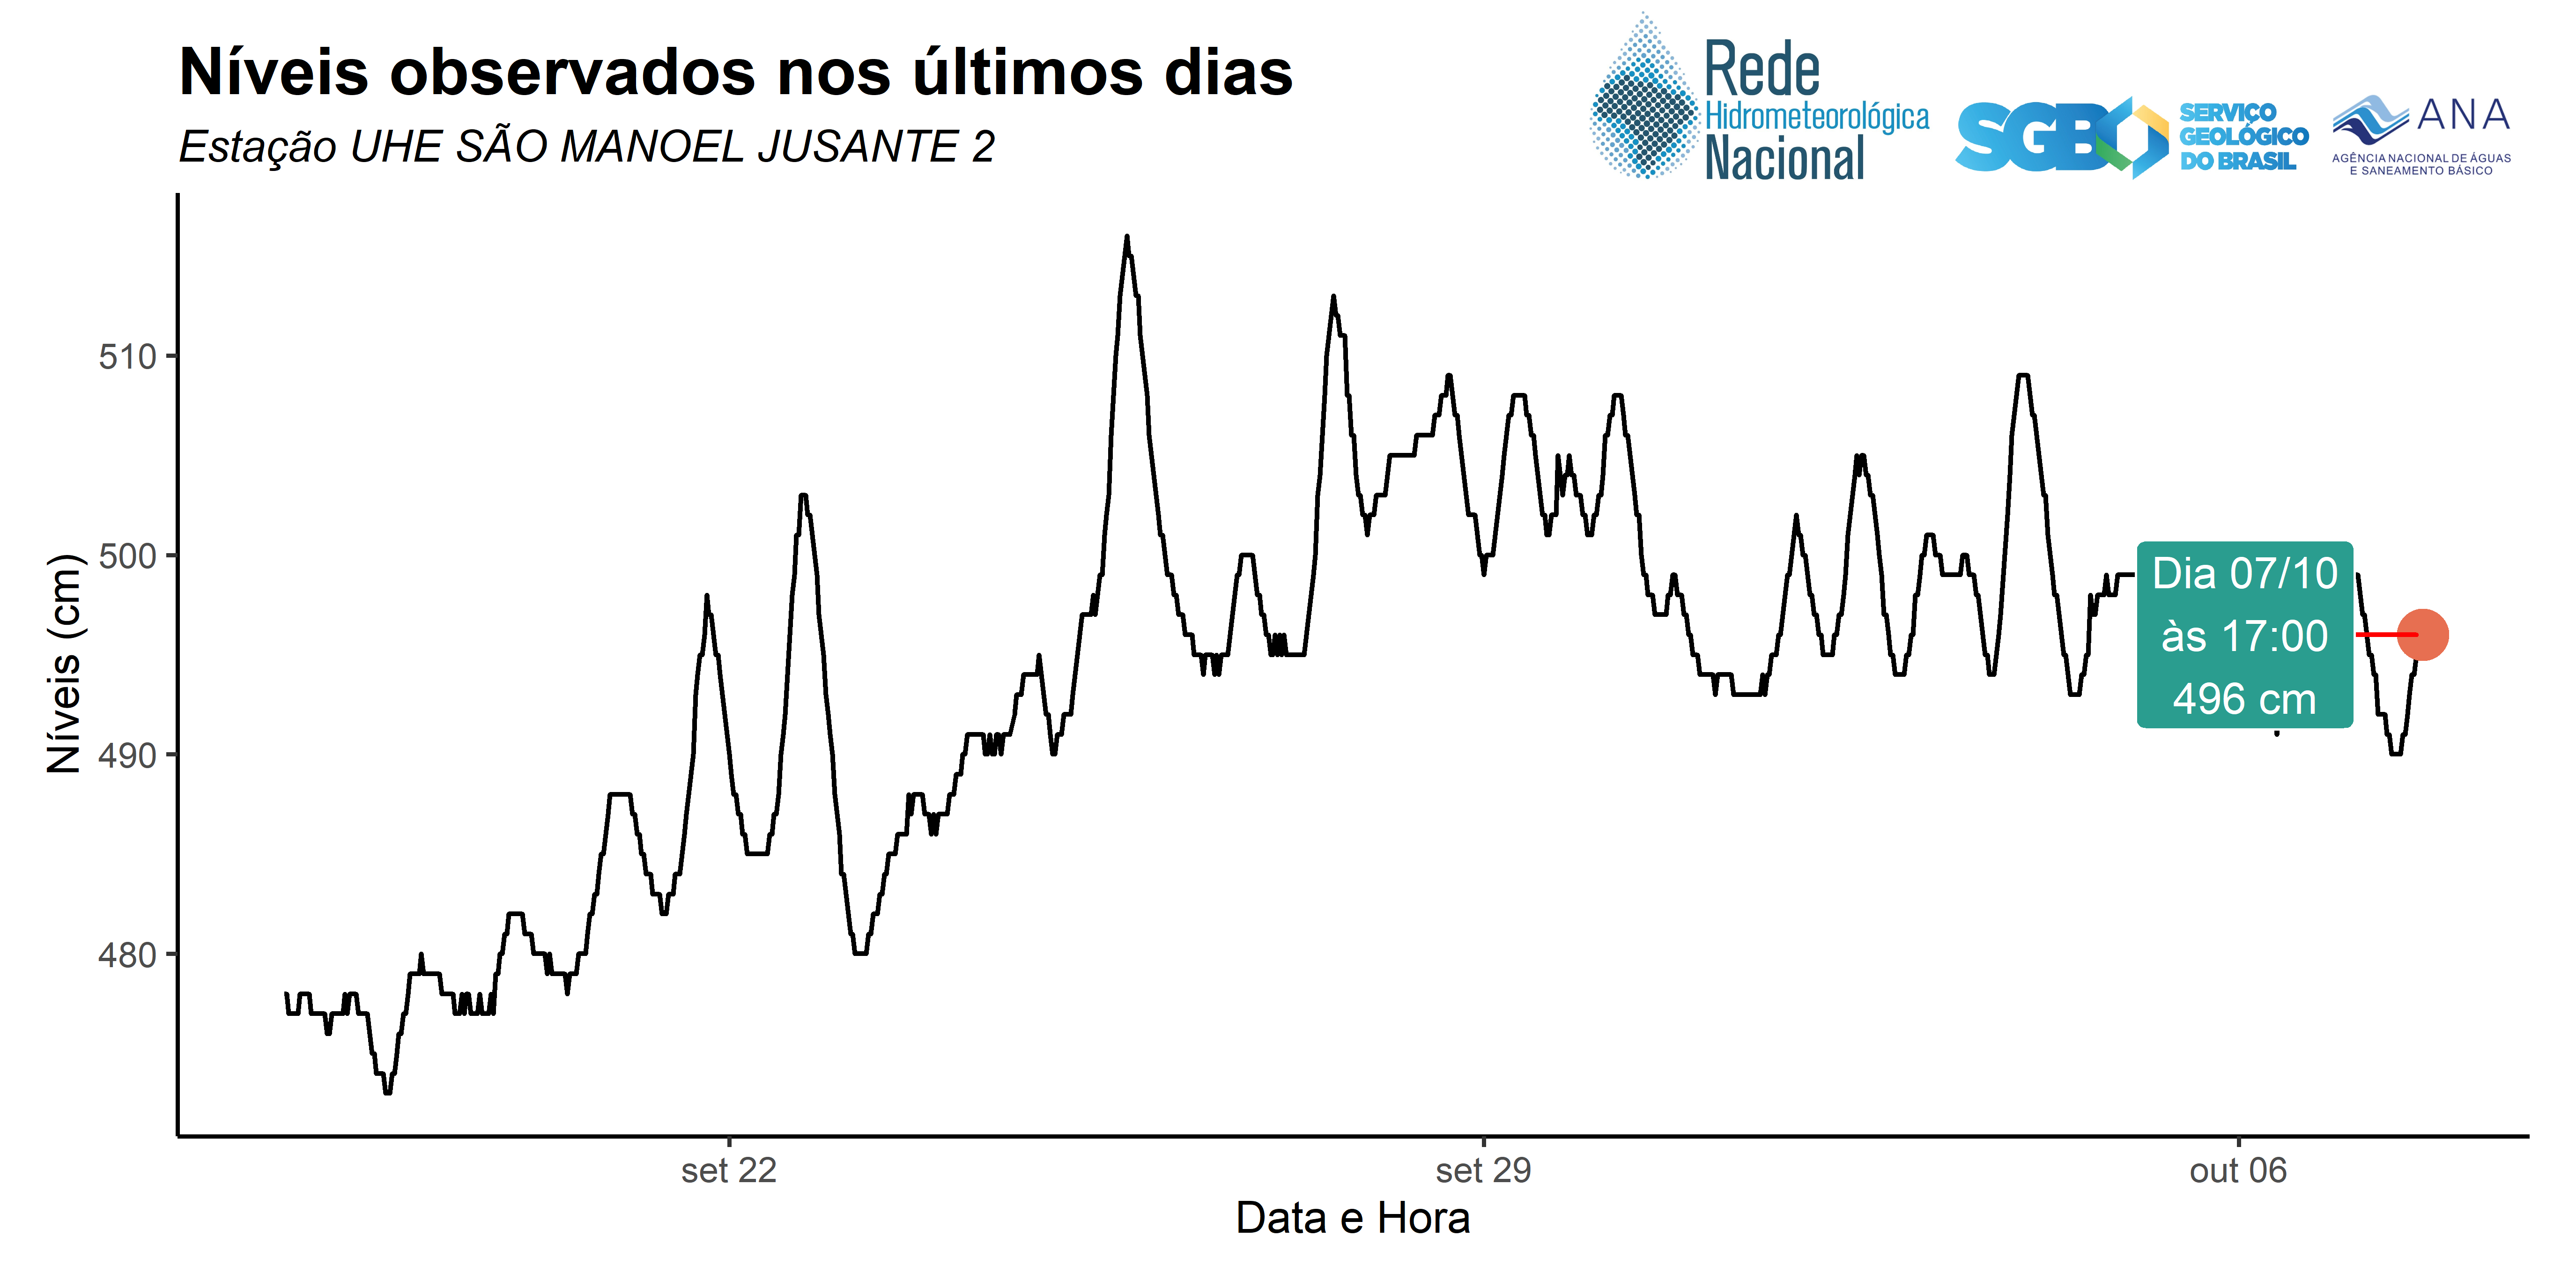 Níveis observados nos últimos dias
Estação UHE SÃO MANOEL JUSANTE 2
Rede
Hidrometeorológica
Nacional
SGB
SERVIÇO
GEOLÓGICO
DO BRASIL
ANA
AGÊNCIA NACIONAL DE ÁGUAS
E SANEAMENTO BÁSICO
Níveis (cm)
510
500
490
480
Dia 07/10
às 17:00
496 cm
set 22
set 29
out 06
Data e Hora